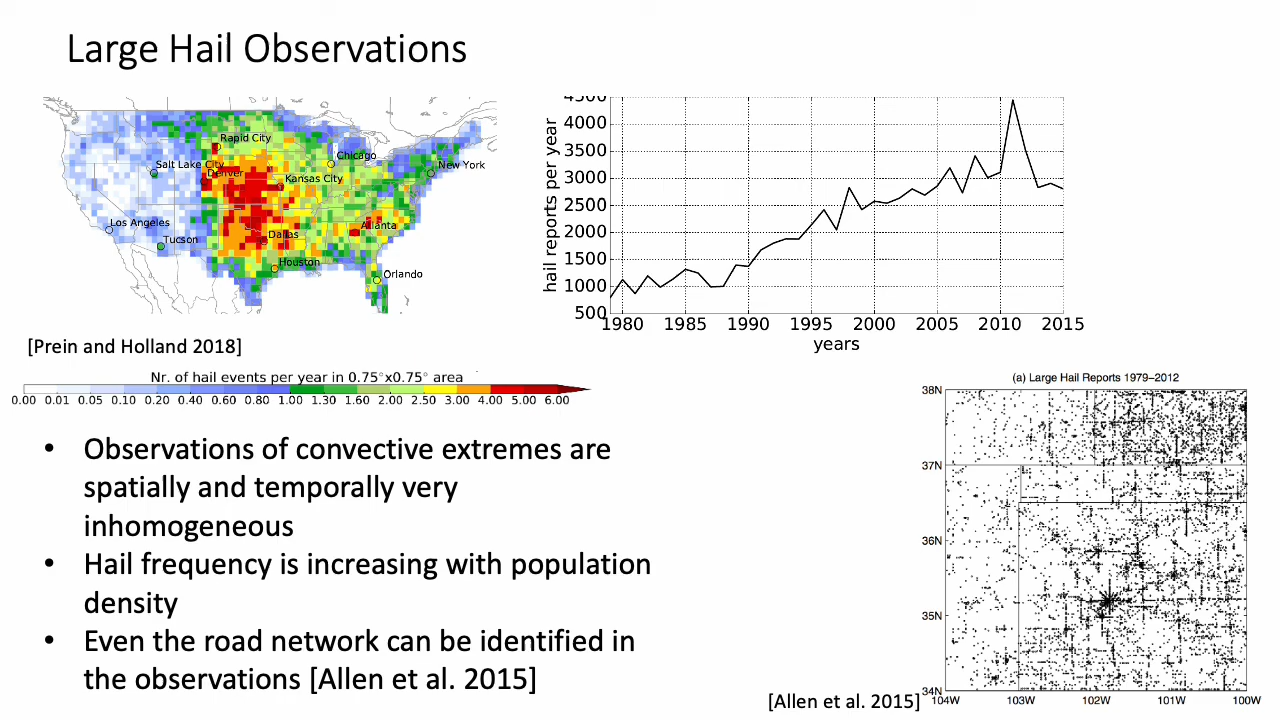 Large Hail Observations
Rapid City
Chicago
Salt Lake City
New York
Denver
Kansas City
Los Angeles
Atlanta
Tucson
Dallas
Houston
Orlando
[Prein and Holland 2018]
Nr. of hail events per year in 0.75°x0.75° area
0.00 0.01 0.05 0.10 0.20 0.40 0.60 0.80 1.00 1.30 1.60 2.00 2.50 3.00 4.00 5.00 6.00
hail reports per year
4500
4000
3500
3000
2500
2000
1500
1000
500
1980 1985 1990 1995 2000 2005 2010 2015
years
• Observations of convective extremes are
spatially and temporally very
inhomogeneous
• Hail frequency is increasing with population
density
• Even the road network can be identified in
the observations [Allen et al. 2015]
(a) Large Hail Reports 1979–2012
38N
37N
36N
35N
34N
104W 103W 102W 101W 100W
[Allen et al. 2015]